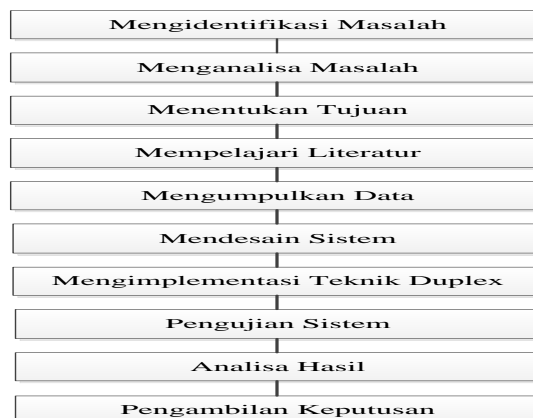 Mengidentifikasi Masalah
Menganalisa Masalah
Menentukan Tujuan
Mempelajari Literatur
Mengumpulkan Data
Mendesain Sistem
Mengimplementasi Teknik Duplex
Pengujian Sistem
Analisa Hasil
Pengambilan Keputusan